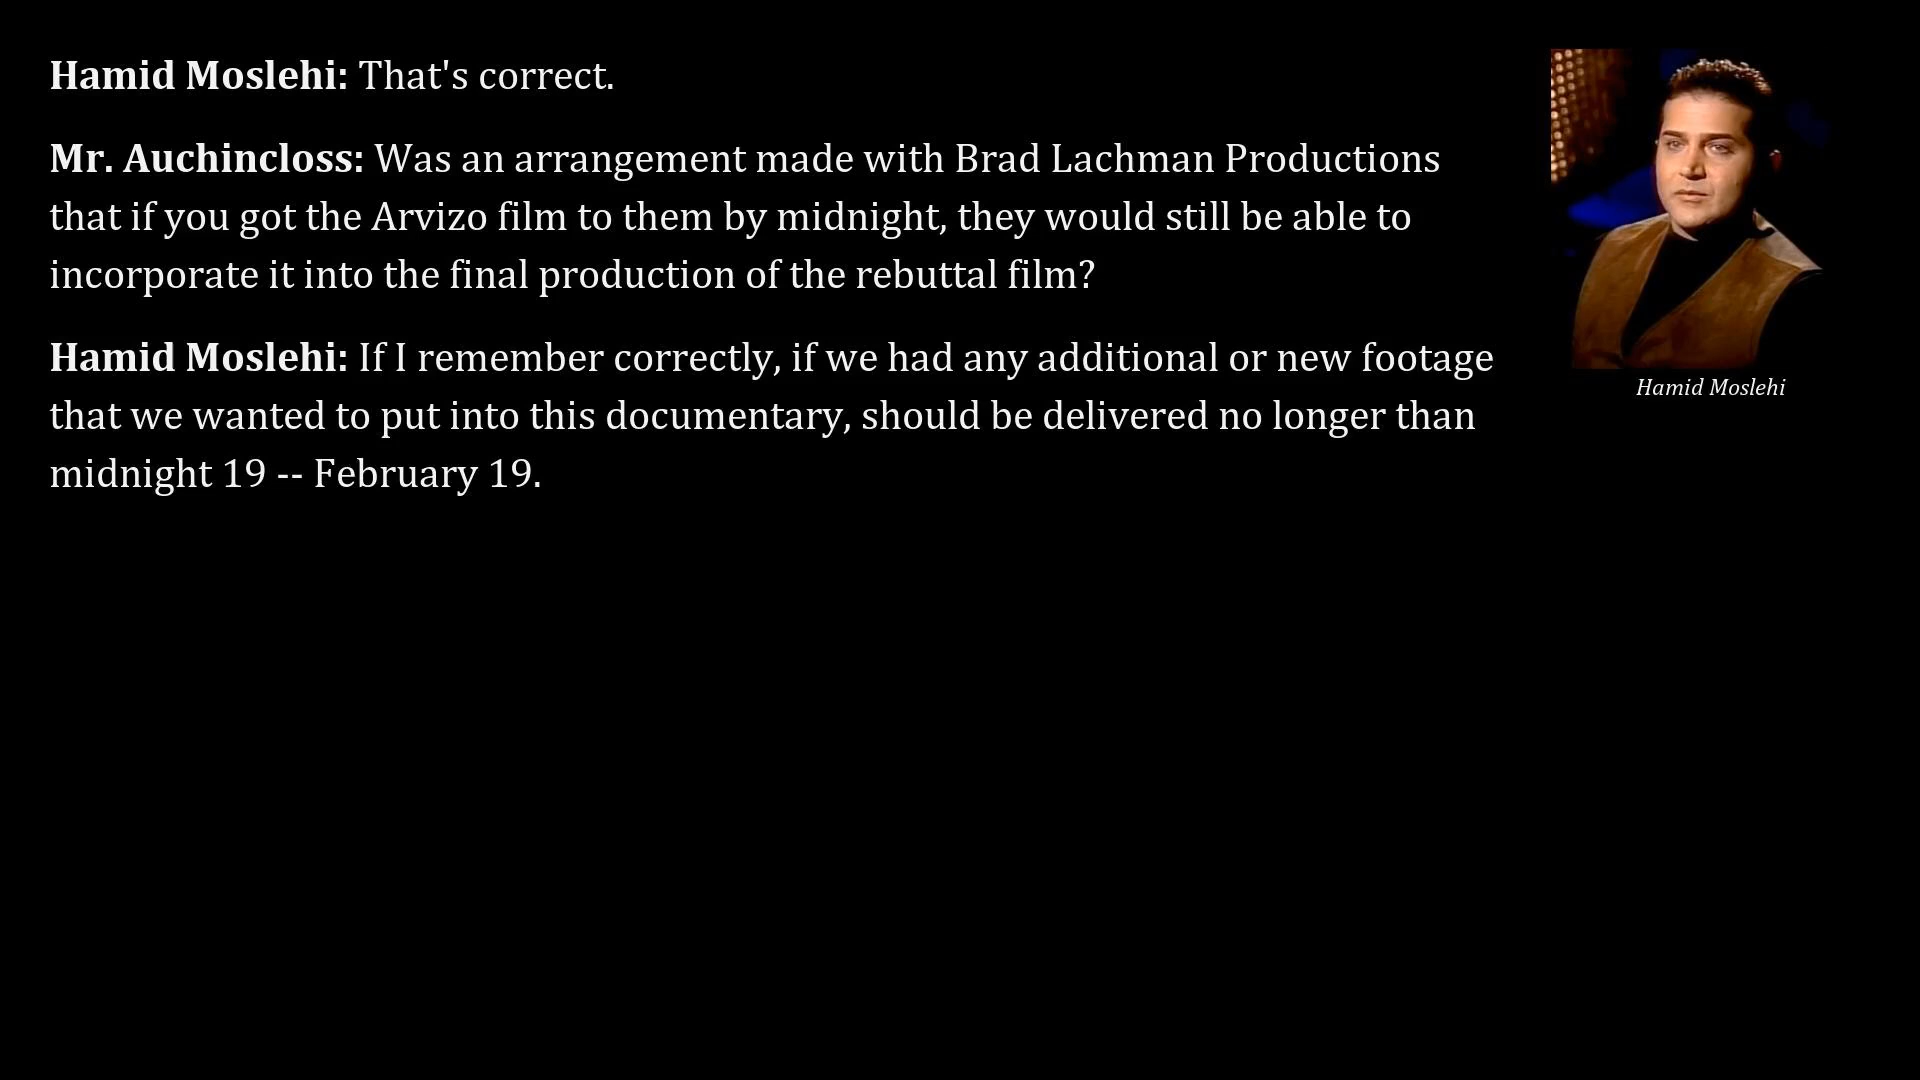 Hamid Moslehi: That's correct.
Mr. Auchincloss: Was an arrangement made with Brad Lachman Productions
that if you got the Arvizo film to them by midnight, they would still be able to
incorporate it into the final production of the rebuttal film?
Hamid Moslehi: If I remember correctly, if we had any additional or new footage
that we wanted to put into this documentary, should be delivered no longer than
midnight 19 -- February 19.
Hamid Moslehi